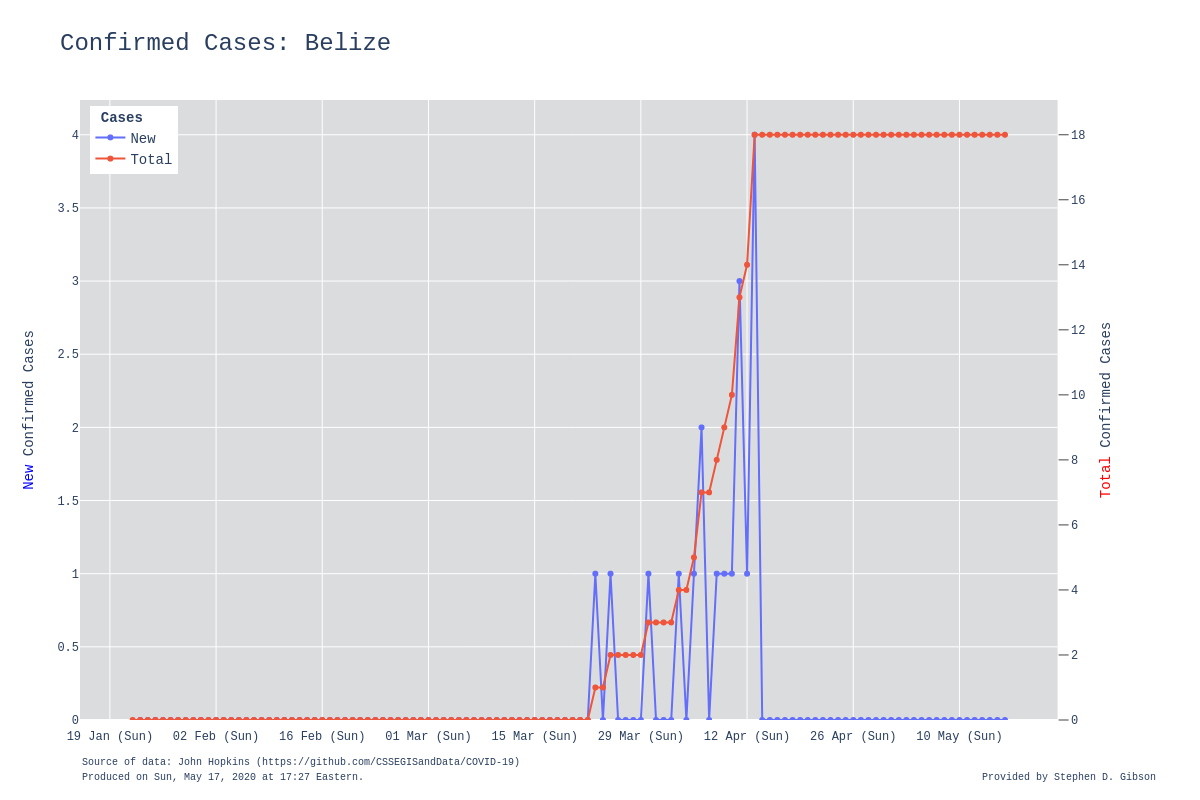 Confirmed Cases: Belize
Cases
New
Total
4
3.5
3
2.5
2
1.5
1
0.5
0
18
16
14
12
10
8
6
4
2
0
New Confirmed Cases
Total Confirmed Cases
19 Jan (Sun) 02 Feb (Sun) 16 Feb (Sun) 01 Mar (Sun) 15 Mar (Sun) 29 Mar (Sun) 12 Apr (Sun) 26 Apr (Sun) 10 May (Sun)
Source of data: John Hopkins (https://github.com/CSSEGISandData/COVID-19)
Produced on Sun, May 17, 2020 at 17:27 Eastern.
Provided by Stephen D. Gibson